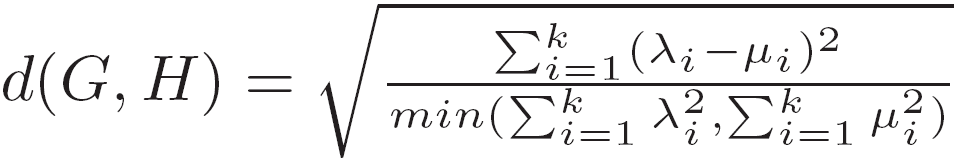 d(G, H) = \sqrt{\frac{\sum_{i=1}^{k}(\lambda_i - \mu_i)^2}{min(\sum_{i=1}^{k} \lambda_i^2, \sum_{i=1}^{k} \mu_i^2)}}